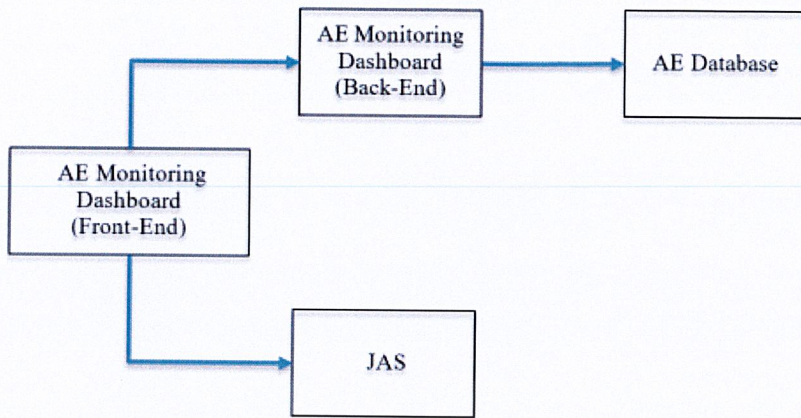 AE Monitoring
Dashboard
(Back-End)
AE Database
AE Monitoring
Dashboard
(Front-End)
JAS